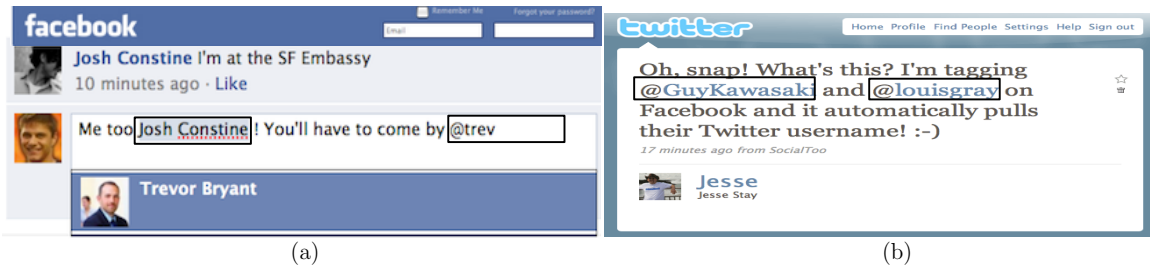 facebook
Remember Me
Forgot your password?
Email
Josh Constine I'm at the SF Embassy
10 minutes ago · Like
Me too Josh Constine ! You'll have to come by @trev
Trevor Bryant
(a)
twitter
Home Profile Find People Settings Help Sign out
Oh, snap! What's this? I'm tagging
@GuyKawasaki and @louisgray on
Facebook and it automatically pulls
their Twitter username! :-)
17 minutes ago from SocialToo
Jesse
Jesse Stay
(b)